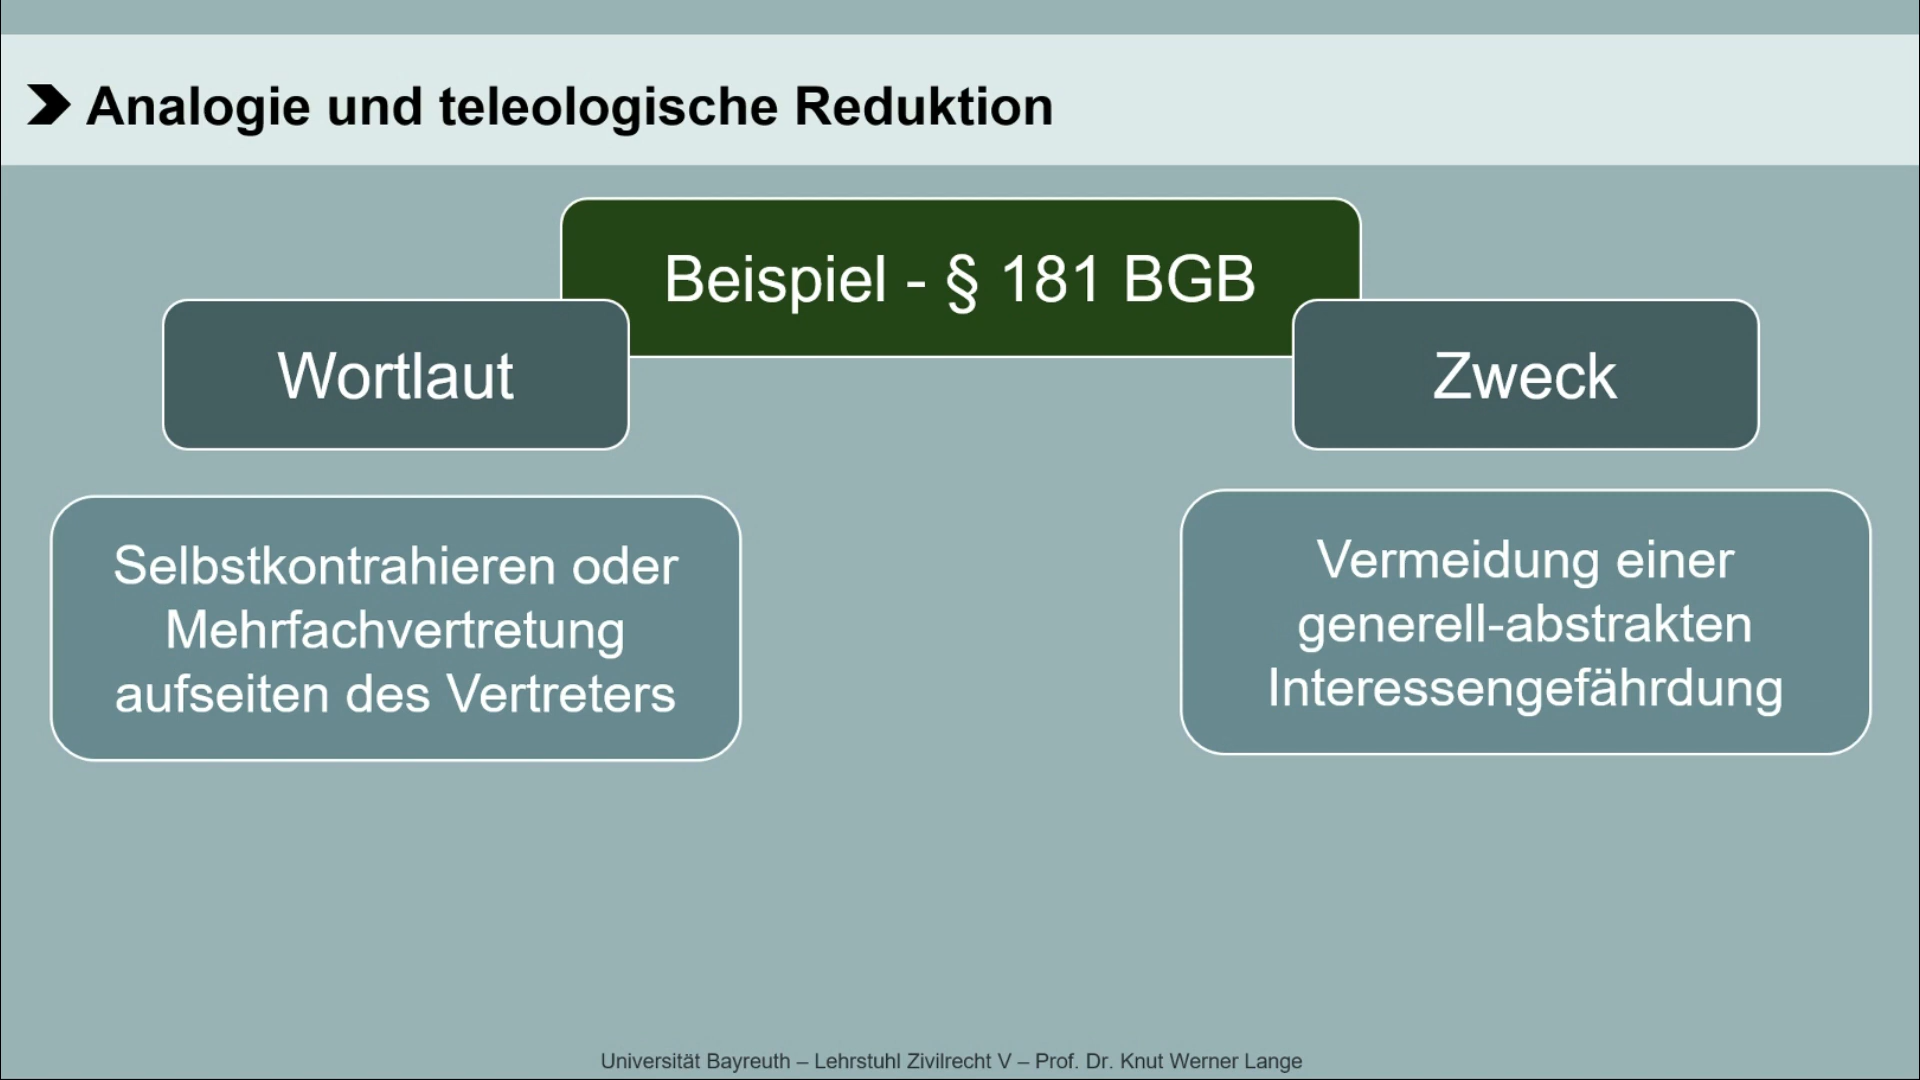 Analogie und teleologische Reduktion
Beispiel - § 181 BGB
Wortlaut
Zweck
Selbstkontrahieren oder
Mehrfachvertretung
aufseiten des Vertreters
Vermeidung einer
generell-abstrakten
Interessengefährdung
Universität Bayreuth – Lehrstuhl Zivilrecht V – Prof. Dr. Knut Werner Lange